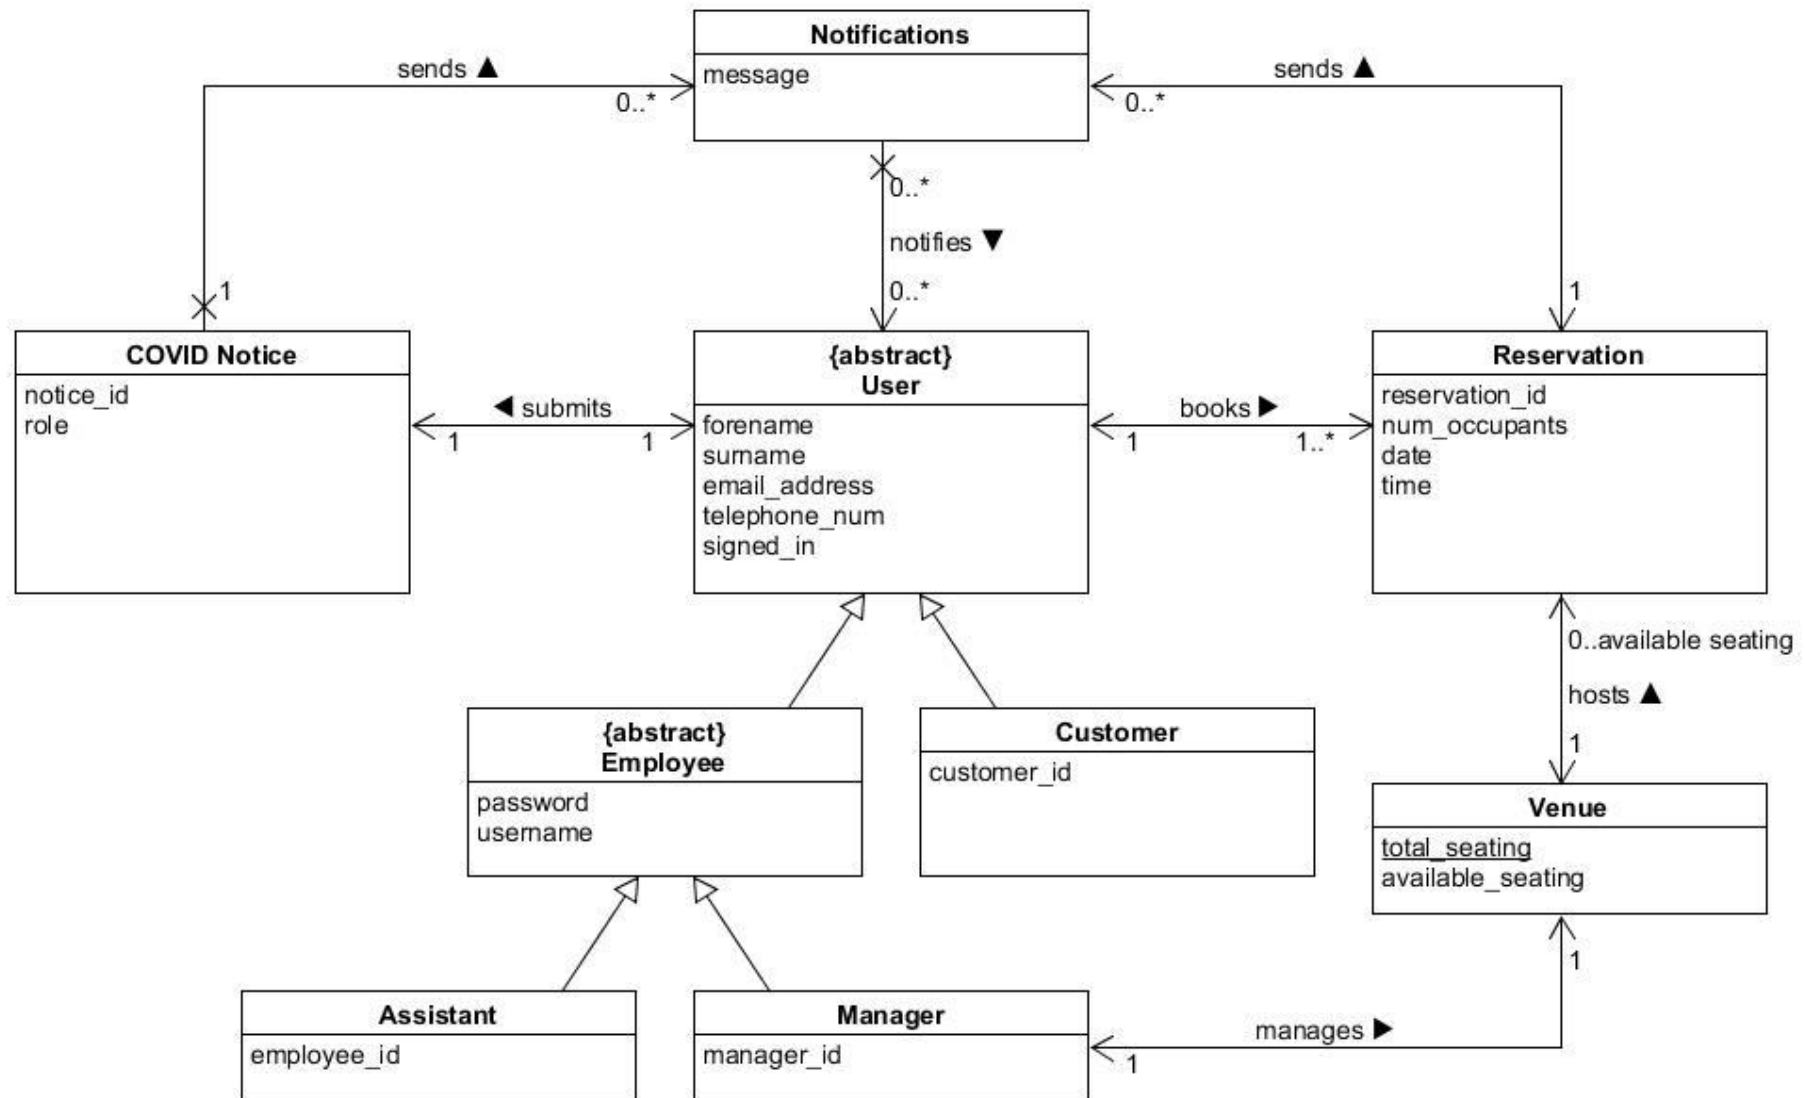 Notifications
message
sends ▲
0..*
sends ▲
0..*
0..*
notifies ▼
0..*
1
1
COVID Notice
notice_id
role
{abstract}
User
forename
surname
email_address
telephone_num
signed_in
Reservation
reservation_id
num_occupants
date
time
◀ submits
1
1
books ▶
1
1..*
0..available seating
hosts ▲
1
{abstract}
Employee
password
username
Customer
customer_id
Venue
total_seating
available_seating
1
Assistant
employee_id
Manager
manager_id
manages ▶
1